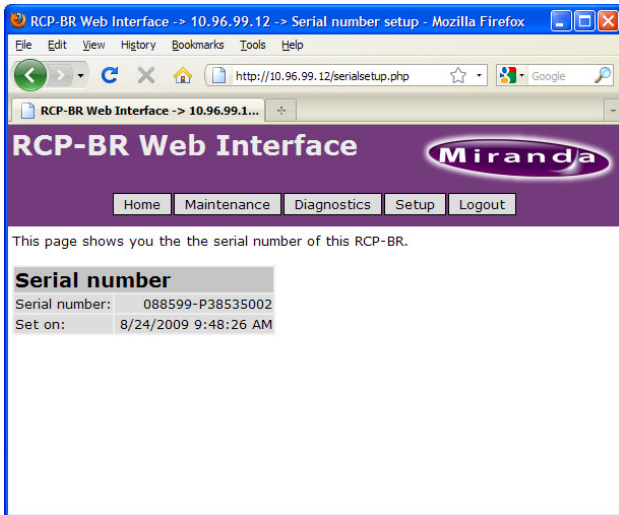 RCP-BR Web Interface -> 10.96.99.12 -> Serial number setup - Mozilla Firefox
File Edit View History Bookmarks Tools Help
http://10.96.99.12/serialsetup.php Google
RCP-BR Web Interface -> 10.96.99.1...
RCP-BR Web Interface
Miranda
Home Maintenance Diagnostics Setup Logout
This page shows you the the serial number of this RCP-BR.
Serial number
Serial number: 088599-P38535002
Set on: 8/24/2009 9:48:26 AM